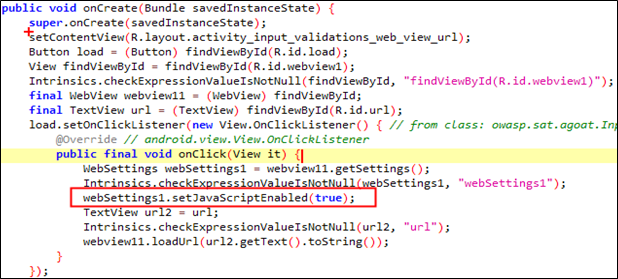 public void onCreate(Bundle savedInstanceState) {
super.onCreate(savedInstanceState);
setContentView(R.layout.activity_input_validations_web_view_url);
Button load = (Button) findViewById(R.id.load);
View findViewById = findViewById(R.id.webview1);
Intrinsics.checkExpressionValueIsNotNull(findViewById, "findViewById(R.id.webview1)");
final WebView webview11 = (WebView) findViewById;
final TextView url = (TextView) findViewById(R.id.url);
load.setOnClickListener(new View.OnClickListener() { // from class: owasp.sat.agoat.Inp
@Override // android.view.View.OnClickListener
public final void onClick(View it) {
WebSettings webSettings1 = webview11.getSettings();
Intrinsics.checkExpressionValueIsNotNull(webSettings1, "webSettings1");
webSettings1.setJavaScriptEnabled(true);
TextView url2 = url;
Intrinsics.checkExpressionValueIsNotNull(url2, "url");
webview11.loadUrl(url2.getText().toString());
}
});